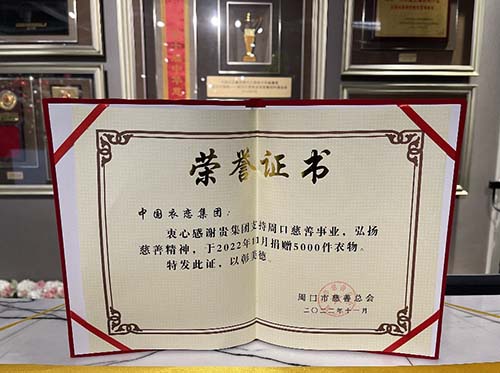 荣誉证书
中国衣恋集团：
衷心感谢贵集团支持周口慈善事业，弘扬
慈善精神，于2022年11月捐赠5000件衣物。
特发此证，以彰美德。
周口市慈善总会
二〇二二年十一月